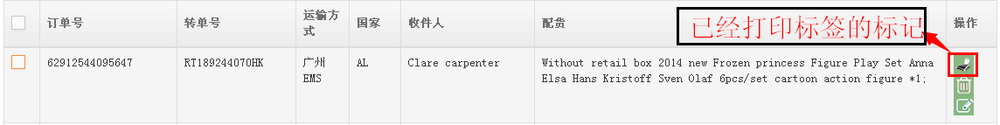 订单号
转单号
运输方
式
国家
收件人
配货
已经打印标签的标记
操作
62912544095647
RT189244070HK
广州
EMS
AL
Clare carpenter
Without retail box 2014 new Frozen princess Figure Play Set Anna
Elsa Hans Kristoff Sven Olaf 6pcs/set cartoon action figure *1;